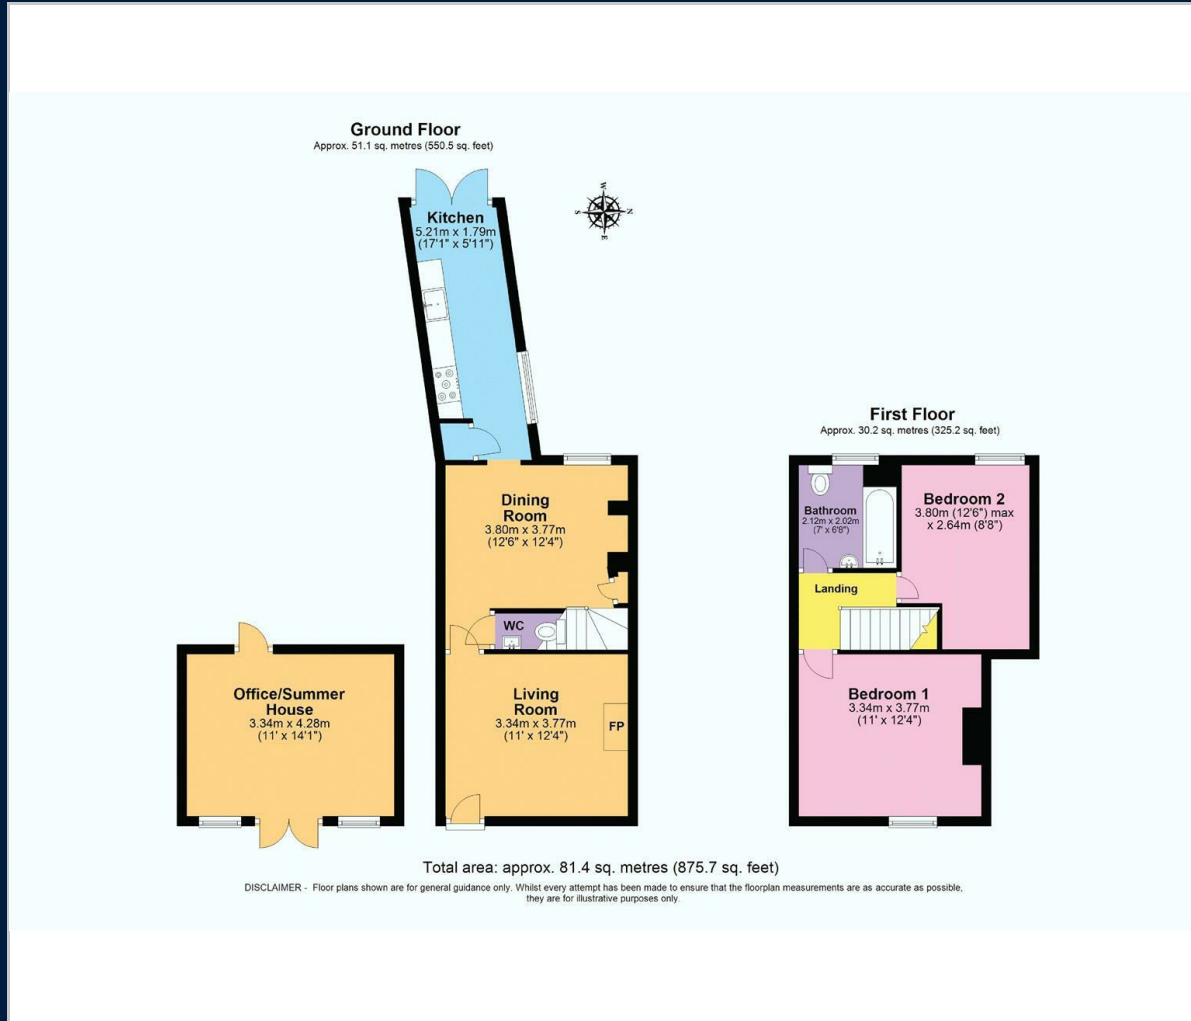 Ground Floor
Approx. 51.1 sq. metres (550.5 sq. feet)
W
S
N
E
Kitchen
5.21m x 1.79m
(17'1" x 5'11")
First Floor
Approx. 30.2 sq. metres (325.2 sq. feet)
Dining
Room
3.80m x 3.77m
(12'6" x 12'4")
Bathroom
2.12m x 2.02m
(7' x 6'8")
Bedroom 2
3.80m (12'6") max
x 2.64m (8'8")
Landing
WC
Office/Summer
House
3.34m x 4.28m
(11' x 14'1")
Living
Room
3.34m x 3.77m
(11' x 12'4")
FP
Bedroom 1
3.34m x 3.77m
(11' x 12'4")
Total area: approx. 81.4 sq. metres (875.7 sq. feet)
DISCLAIMER - Floor plans shown are for general guidance only. Whilst every attempt has been made to ensure that the floorplan measurements are as accurate as possible,
they are for illustrative purposes only.